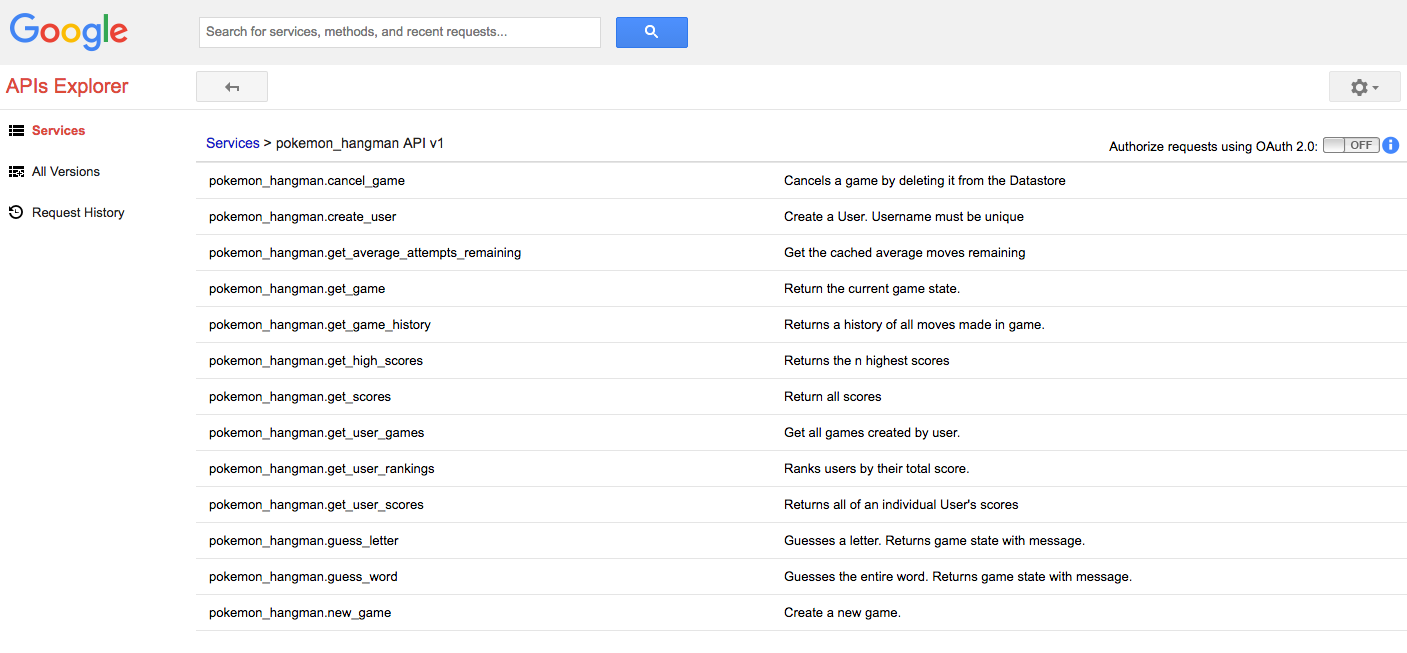 Google
Search for services, methods, and recent requests...
APIs Explorer
Services
All Versions
Request History
Services > pokemon_hangman API v1
Authorize requests using OAuth 2.0: OFF i
pokemon_hangman.cancel_game Cancels a game by deleting it from the Datastore
pokemon_hangman.create_user Create a User. Username must be unique
pokemon_hangman.get_average_attempts_remaining Get the cached average moves remaining
pokemon_hangman.get_game Return the current game state.
pokemon_hangman.get_game_history Returns a history of all moves made in game.
pokemon_hangman.get_high_scores Returns the n highest scores
pokemon_hangman.get_scores Return all scores
pokemon_hangman.get_user_games Get all games created by user.
pokemon_hangman.get_user_rankings Ranks users by their total score.
pokemon_hangman.get_user_scores Returns all of an individual User's scores
pokemon_hangman.guess_letter Guesses a letter. Returns game state with message.
pokemon_hangman.guess_word Guesses the entire word. Returns game state with message.
pokemon_hangman.new_game Create a new game.